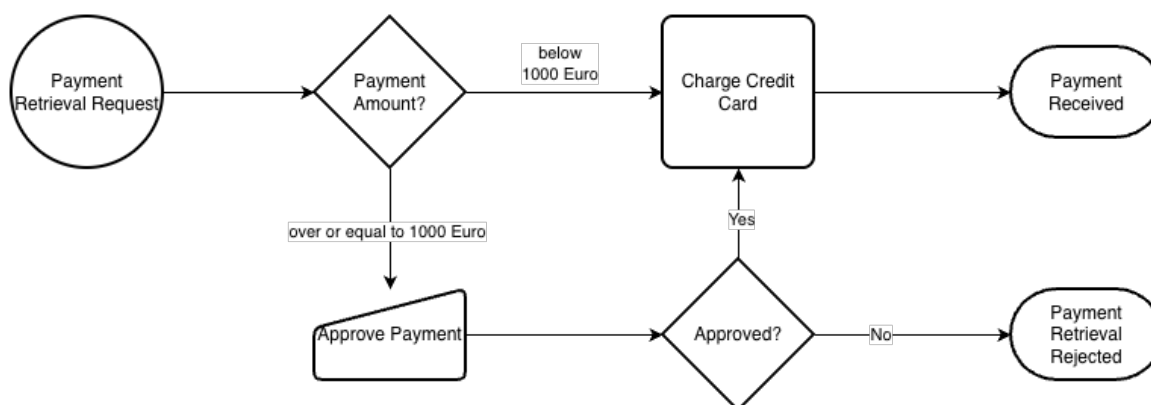 Payment
Retrieval Request
Payment
Amount?
below
1000 Euro
Charge Credit
Card
Payment
Received
over or equal to 1000 Euro
Yes
Approve Payment
Approved?
No
Payment
Retrieval
Rejected